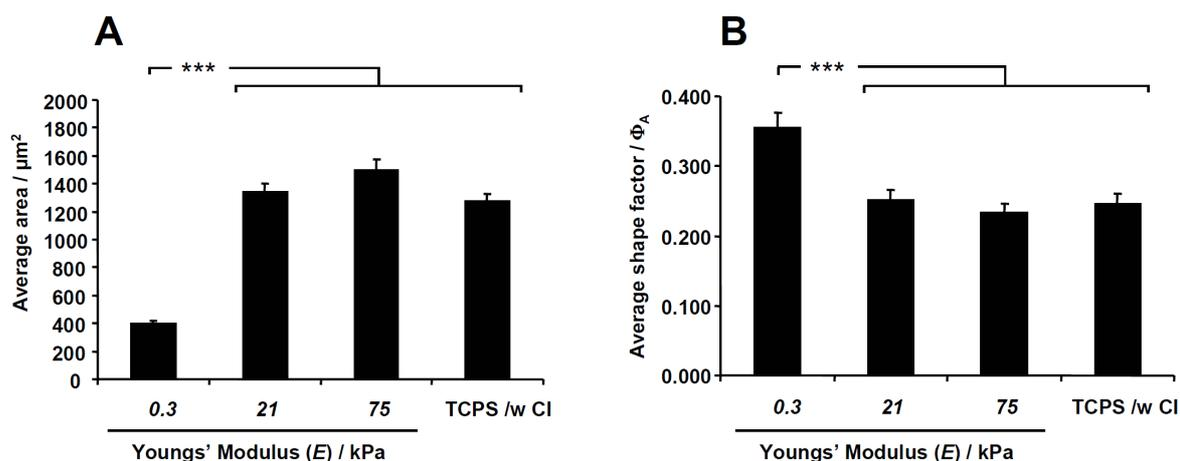 A
***
Average area / μm²
2000
1800
1600
1400
1200
1000
800
600
400
200
0
0.3 21 75 TCPS /w CI
Youngs’ Modulus (E) / kPa
B
***
Average shape factor / ΦA
0.400
0.300
0.200
0.100
0.000
0.3 21 75 TCPS /w CI
Youngs’ Modulus (E) / kPa